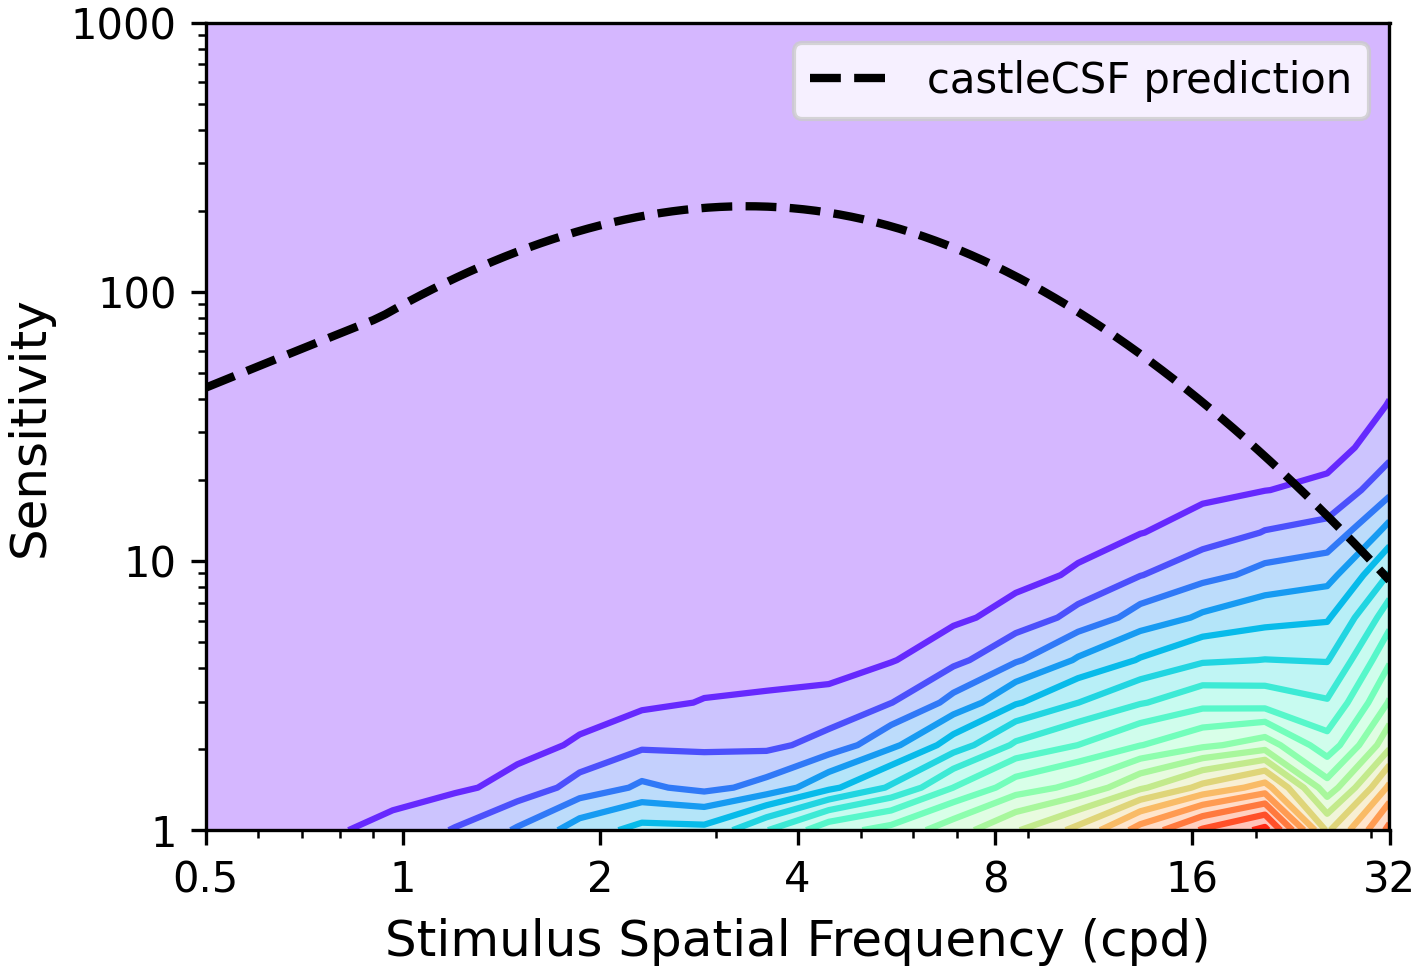 1000
castleCSF prediction
100
Sensitivity
10
1
0.5 1 2 4 8 16 32
Stimulus Spatial Frequency (cpd)